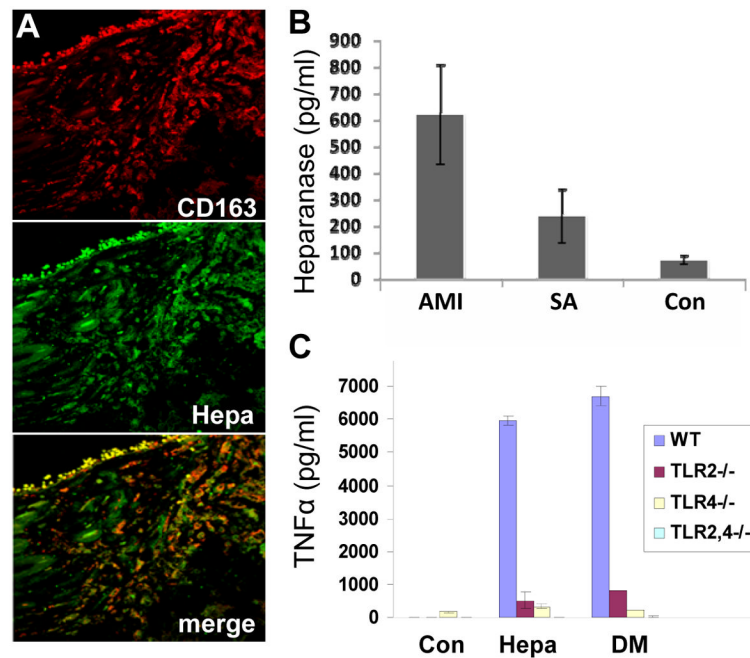 A
CD163
Hepa
merge
B
Heparanase (pg/ml)
900
800
700
600
500
400
300
200
100
0
AMI SA Con
C
TNFα (pg/ml)
7000
6000
5000
4000
3000
2000
1000
0
Con Hepa DM
WT
TLR2-/-
TLR4-/-
TLR2,4-/-